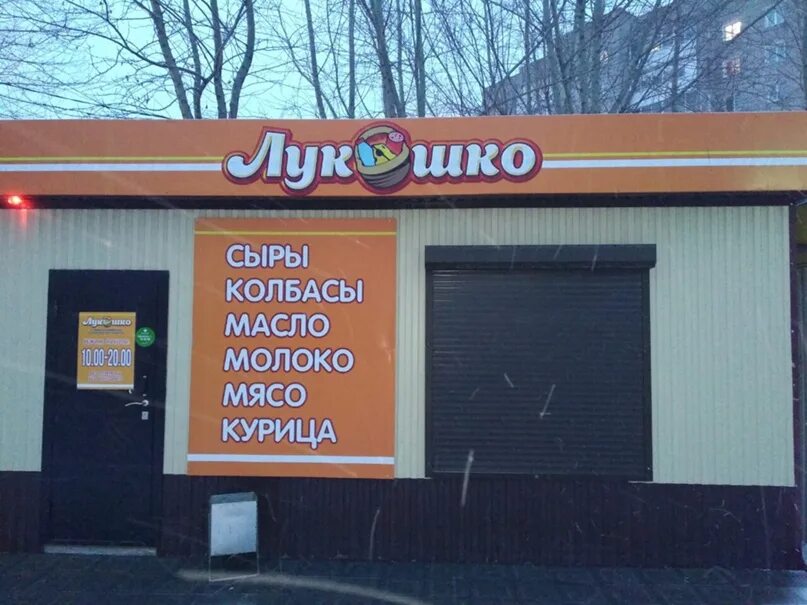 Лукошко
СЫРЫ
КОЛБАСЫ
МАСЛО
МОЛОКО
МЯСО
КУРИЦА
Лукошко
10.00-20.00